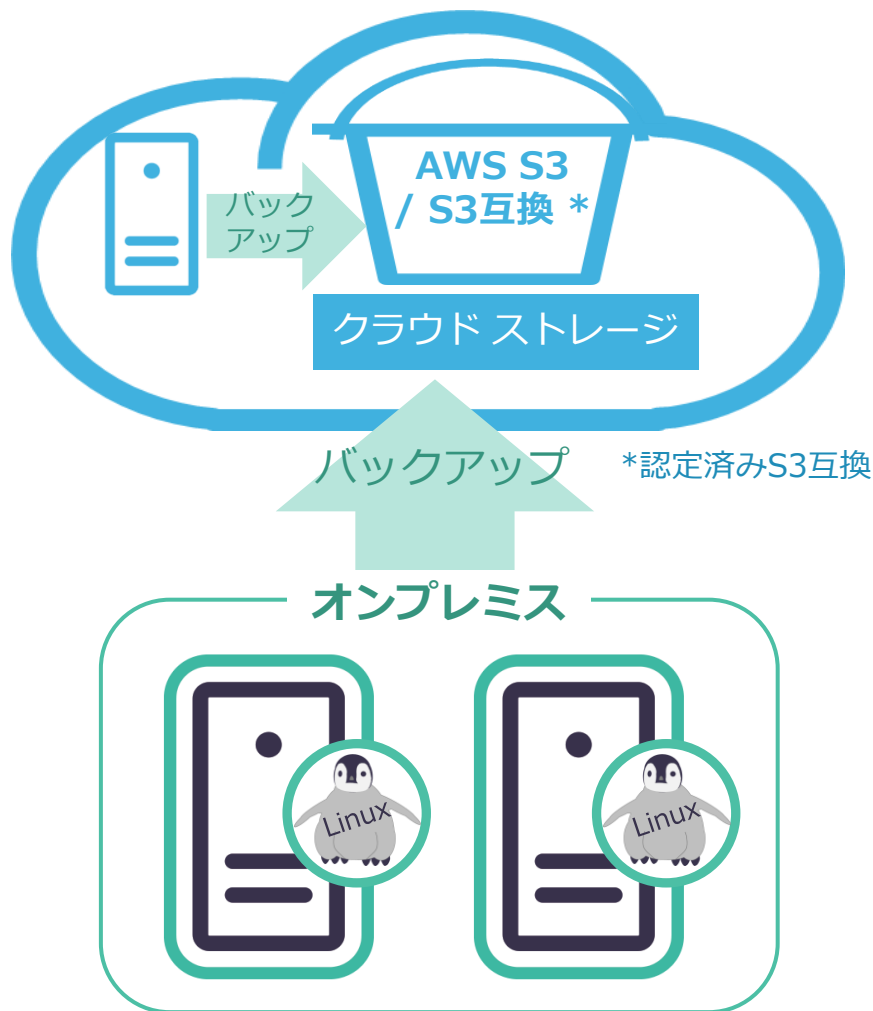 AWS S3
/ S3互換 *
バック
アップ
クラウド ストレージ
バックアップ
*認定済みS3互換
オンプレミス
Linux
Linux